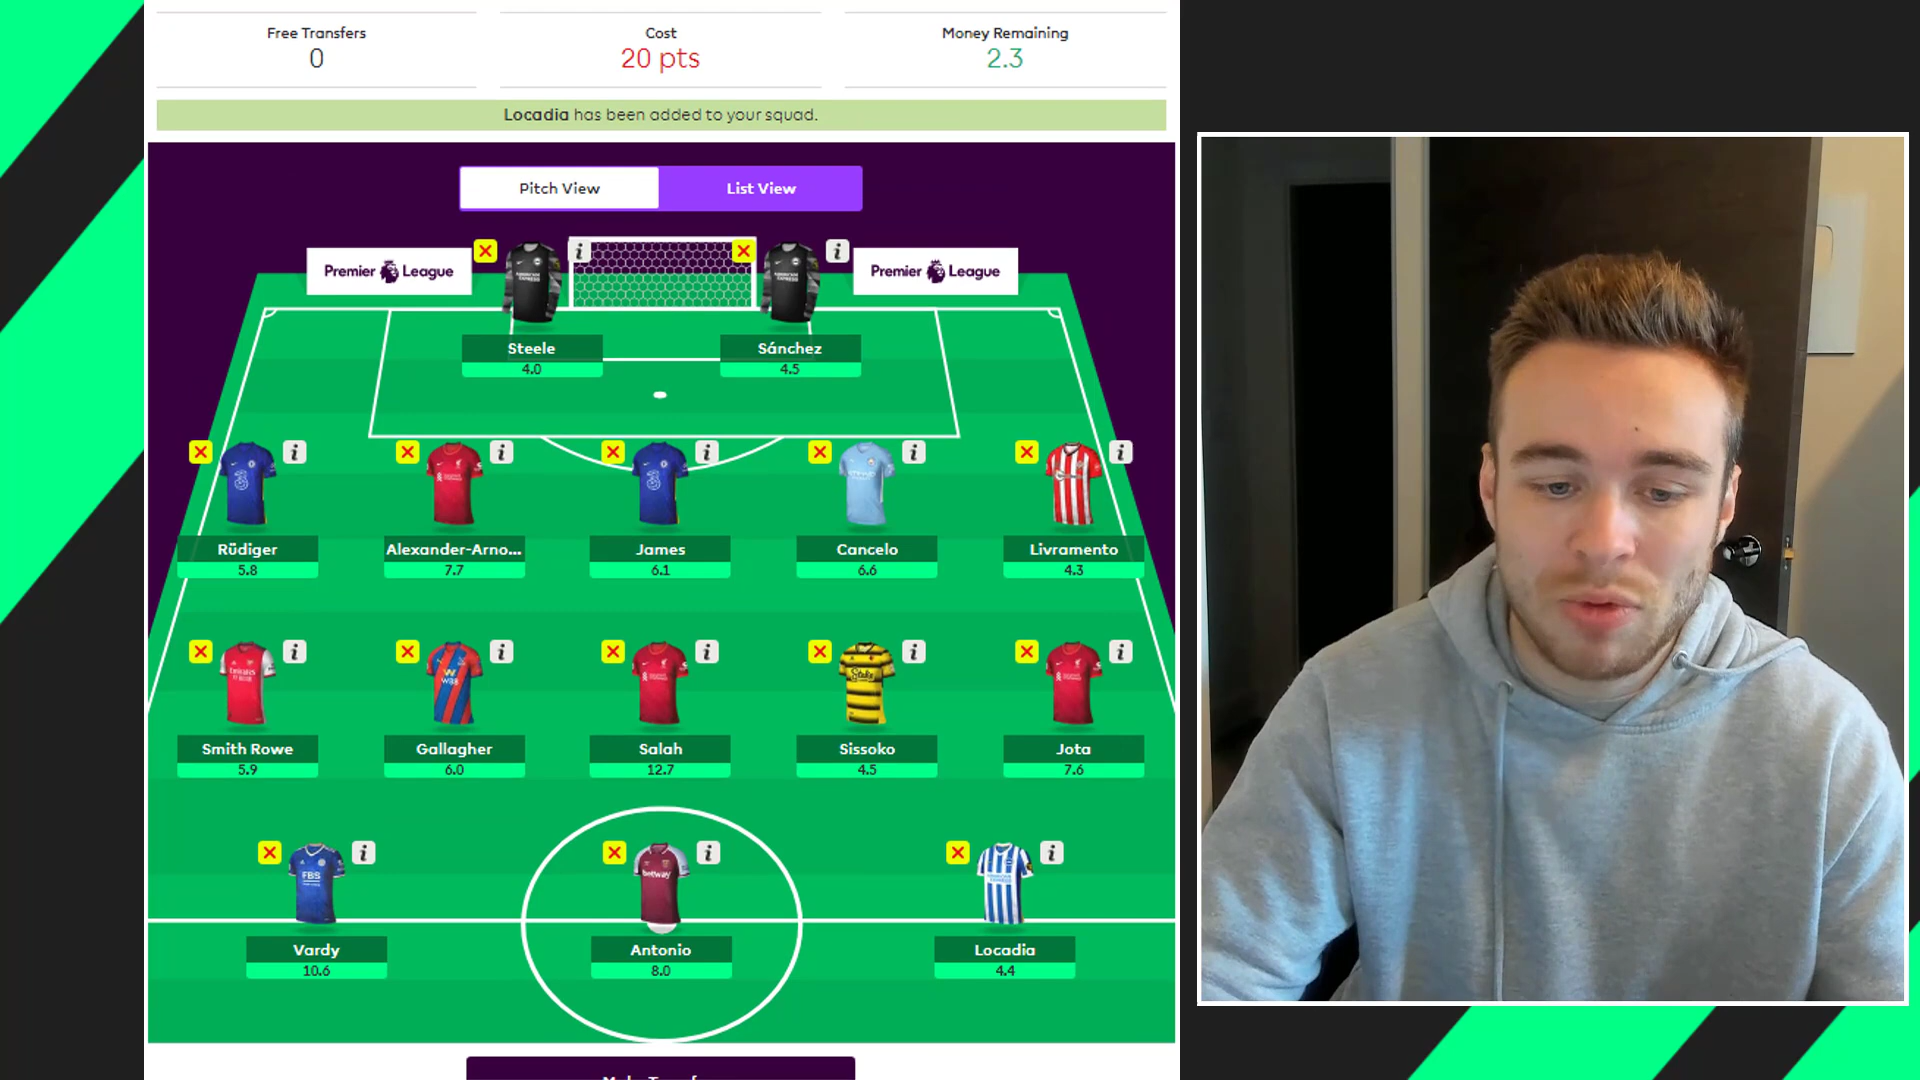 Free Transfers
0
Cost
20 pts
Money Remaining
2.3
Locadia has been added to your squad.
Pitch View
List View
Premier League
Premier League
Steele
4.0
Sánchez
4.5
Rüdiger
5.8
Alexander-Arno...
7.7
James
6.1
Cancelo
6.6
Livramento
4.3
Smith Rowe
5.9
Gallagher
6.0
Salah
12.7
Sissoko
4.5
Jota
7.6
FBS
betway
Vardy
10.6
Antonio
8.0
Locadia
4.4